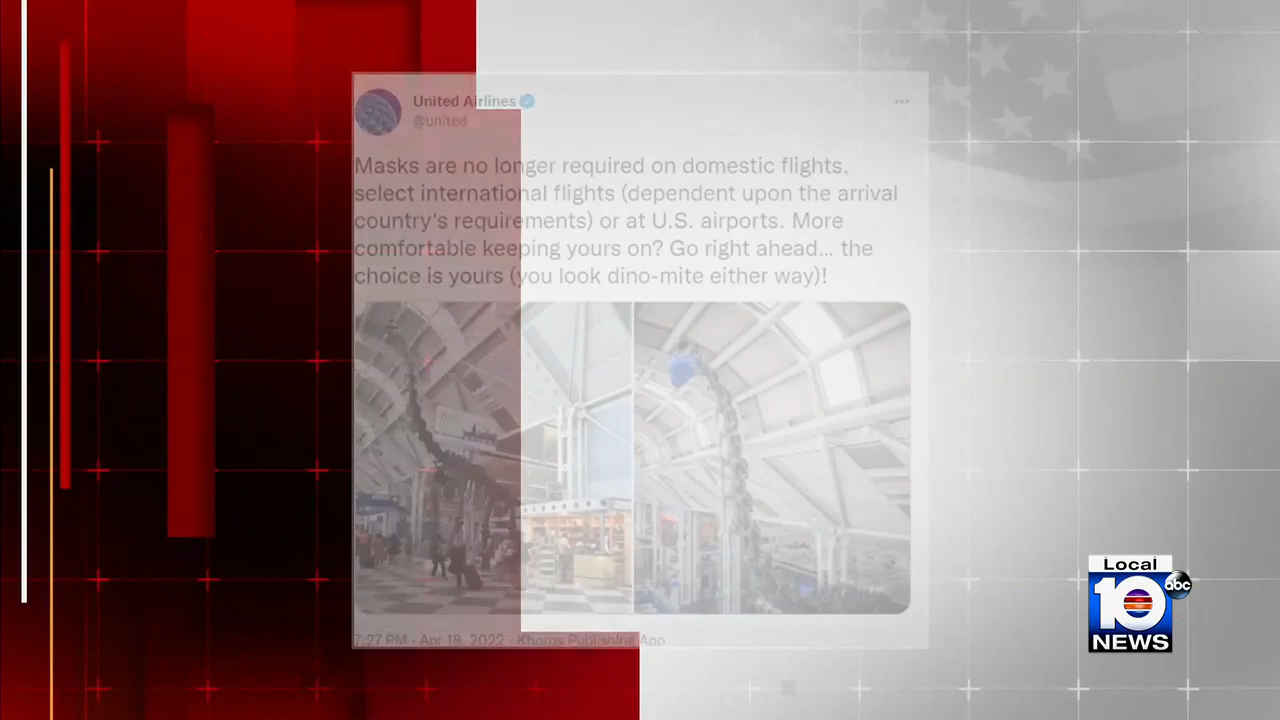 United Airlines
@united
Masks are no longer required on domestic flights,
select international flights (dependent upon the arrival
country's requirements) or at U.S. airports. More
comfortable keeping yours on? Go right ahead... the
choice is yours (you look dino-mite either way)!
7:27 PM - Apr 18, 2022 - Khoros Publishing App
Local
10
abc
NEWS